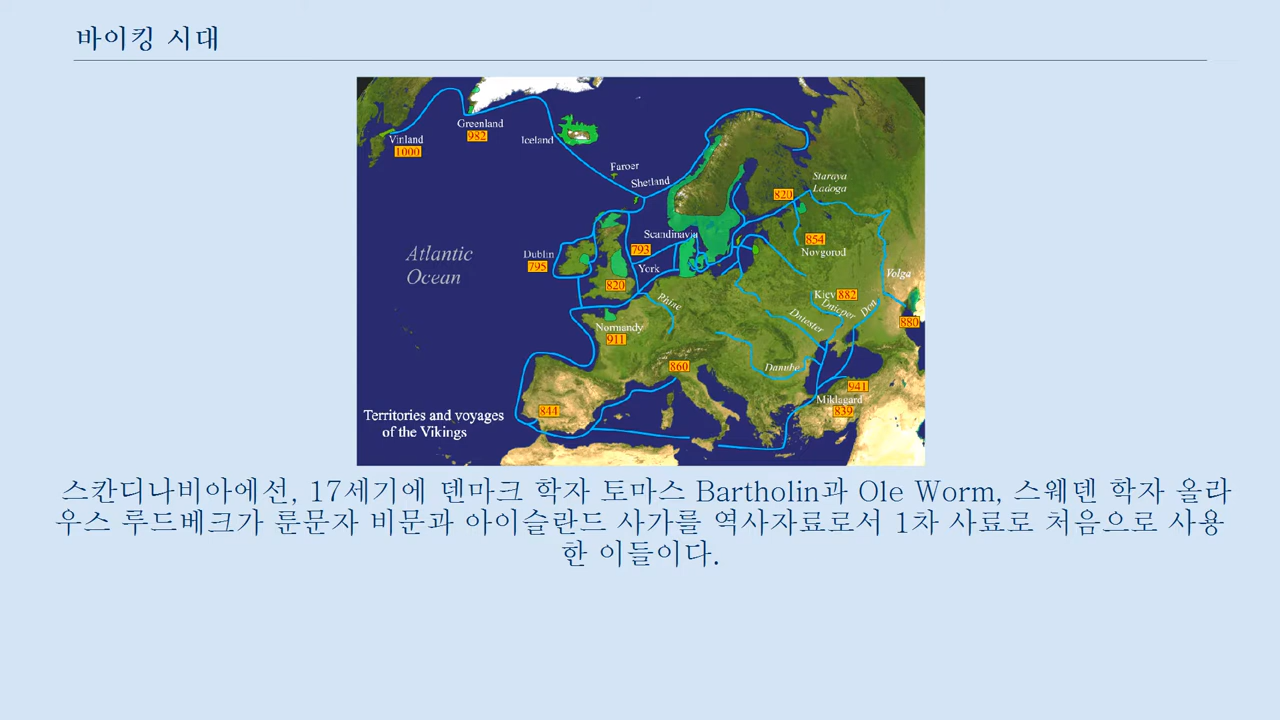 바이킹 시대
Greenland
982
Vinland
1000
Iceland
Faroer
Shetland
Staraya
Ladoga
820
Scandinavia
793
854
Novgorod
Atlantic
Ocean
Dublin
795
York
820
Volga
Rhine
Kiev 882
Dnieper
Don
Dniester
880
Normandy
911
860
Danube
941
Miklagard
839
844
Territories and voyages
of the Vikings
스칸디나비아에선, 17세기에 덴마크 학자 토마스 Bartholin과 Ole Worm, 스웨덴 학자 올라
우스 루드베크가 룬문자 비문과 아이슬란드 사가를 역사자료로서 1차 사료로 처음으로 사용
한 이들이다.